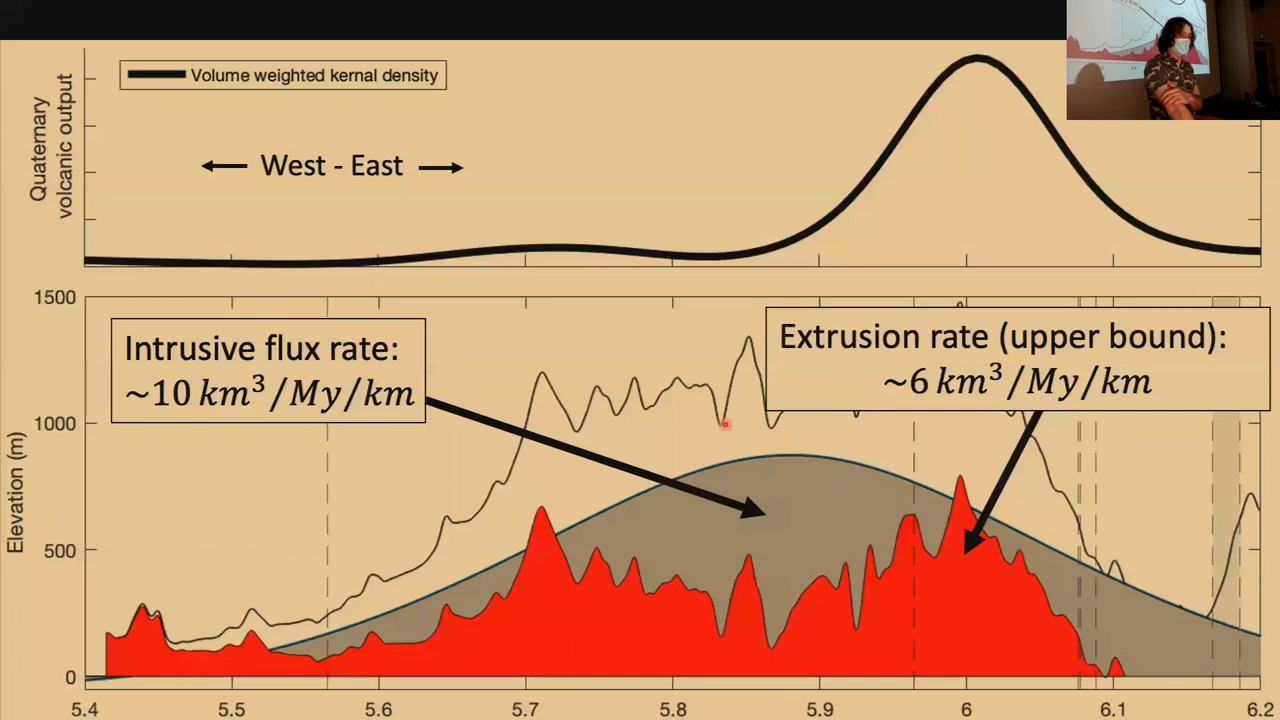 Volume weighted kernal density
Quaternary
volcanic output
West - East
1500
1000
500
0
Elevation (m)
Intrusive flux rate:
~10 km³/My/km
Extrusion rate (upper bound):
~6 km³/My/km
5.4 5.5 5.6 5.7 5.8 5.9 6 6.1 6.2